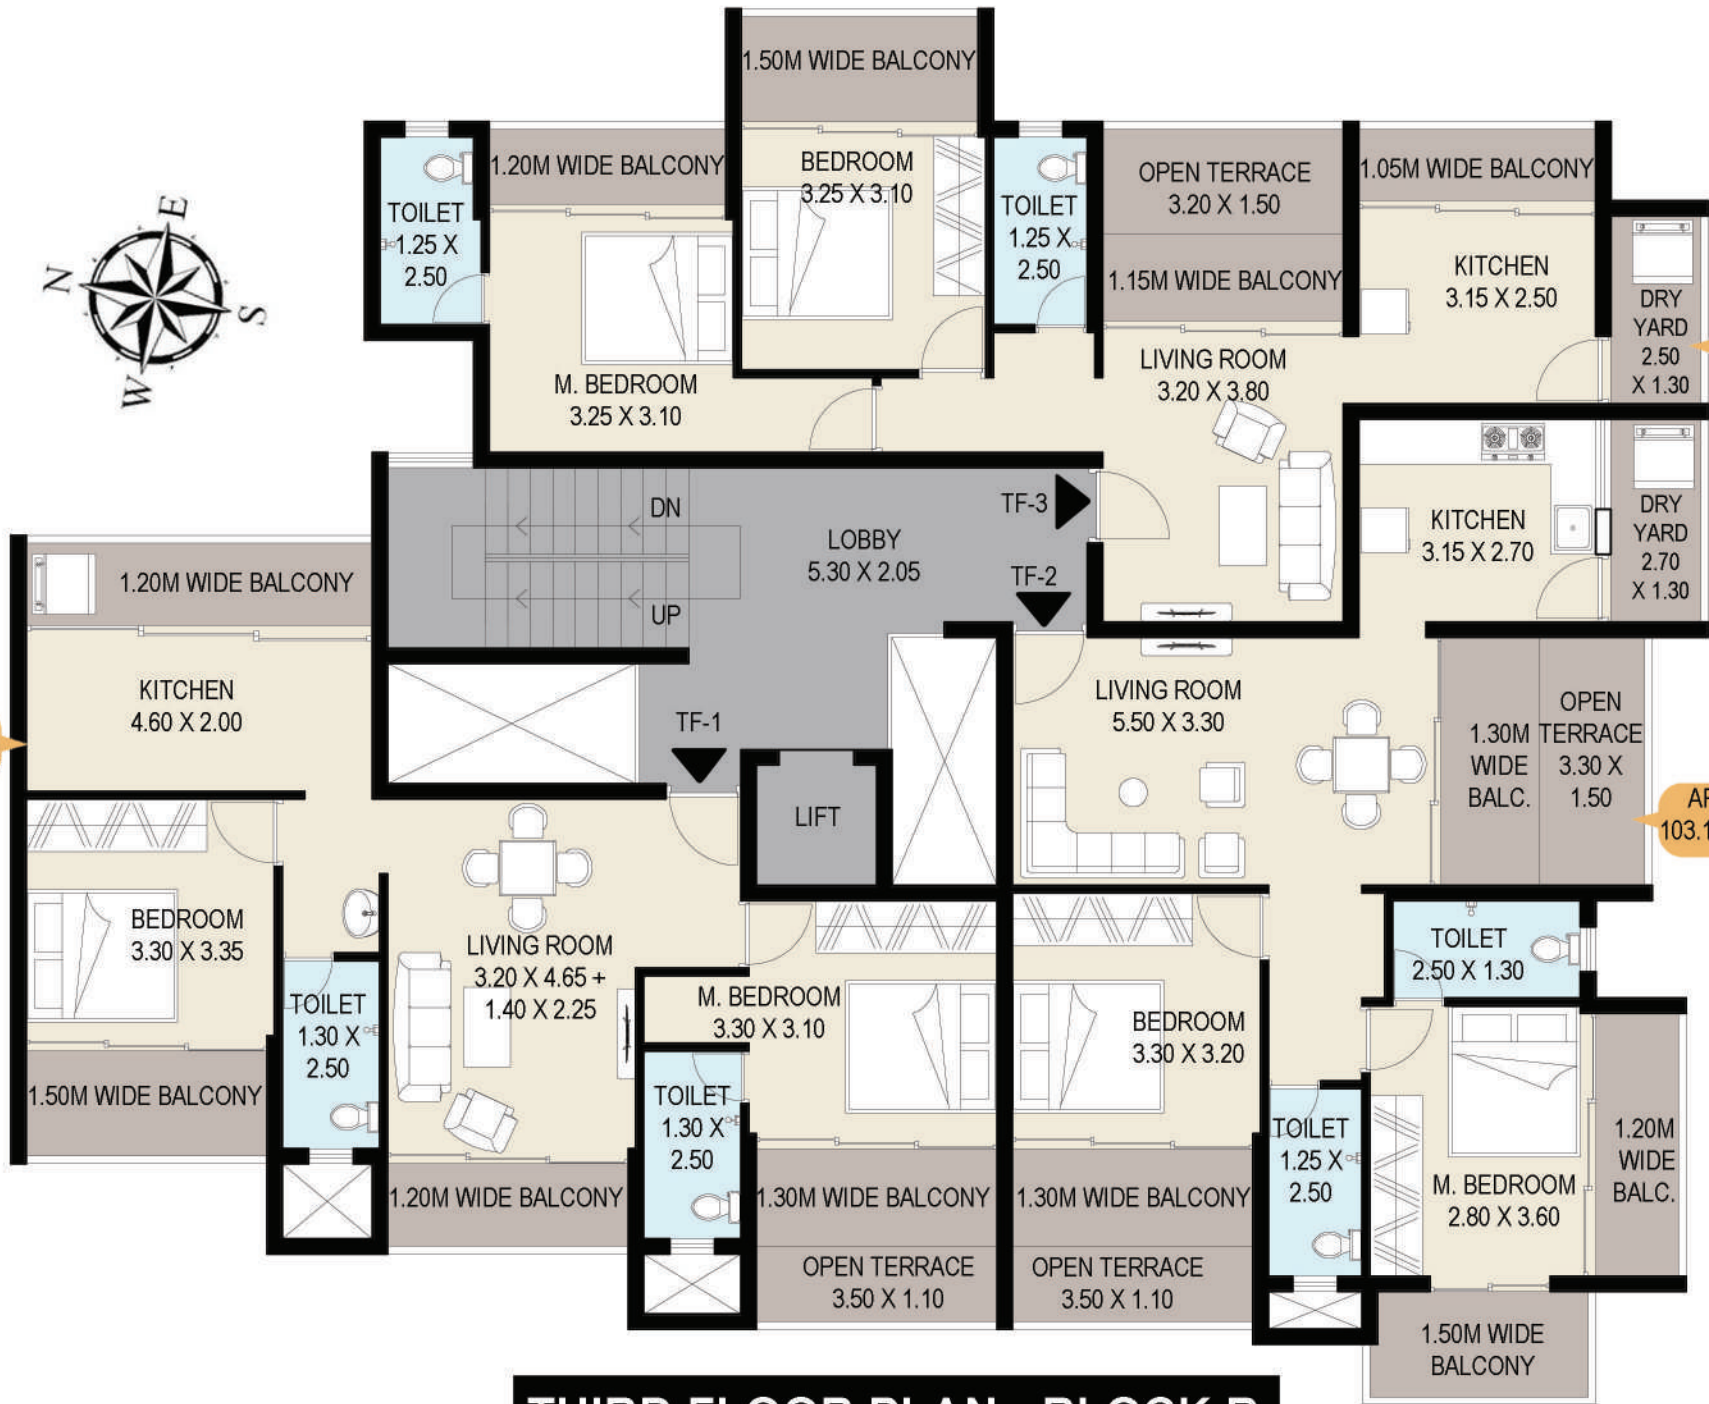 1.50M WIDE BALCONY
1.20M WIDE BALCONY
BEDROOM
3.25 X 3.10
OPEN TERRACE
3.20 X 1.50
1.05M WIDE BALCONY
E
N
S
W
TOILET
1.25 X
2.50
TOILET
1.25 X
2.50
1.15M WIDE BALCONY
KITCHEN
3.15 X 2.50
DRY
YARD
2.50
X 1.30
M. BEDROOM
3.25 X 3.10
LIVING ROOM
3.20 X 3.80
DN
UP
LOBBY
5.30 X 2.05
TF-3
TF-2
KITCHEN
3.15 X 2.70
DRY
YARD
2.70
X 1.30
1.20M WIDE BALCONY
KITCHEN
4.60 X 2.00
TF-1
LIFT
LIVING ROOM
5.50 X 3.30
1.30M
WIDE
BALC.
OPEN
TERRACE
3.30 X
1.50
103.1
BEDROOM
3.30 X 3.35
LIVING ROOM
3.20 X 4.65 +
1.40 X 2.25
TOILET
1.30 X
2.50
M. BEDROOM
3.30 X 3.10
BEDROOM
3.30 X 3.20
TOILET
2.50 X 1.30
1.50M WIDE BALCONY
TOILET
1.30 X
2.50
TOILET
1.25 X
2.50
M. BEDROOM
2.80 X 3.60
1.20M
WIDE
BALC.
1.20M WIDE BALCONY
1.30M WIDE BALCONY
1.30M WIDE BALCONY
OPEN TERRACE
3.50 X 1.10
OPEN TERRACE
3.50 X 1.10
1.50M WIDE
BALCONY
THIRD FLOOR PLAN - BLOCK B